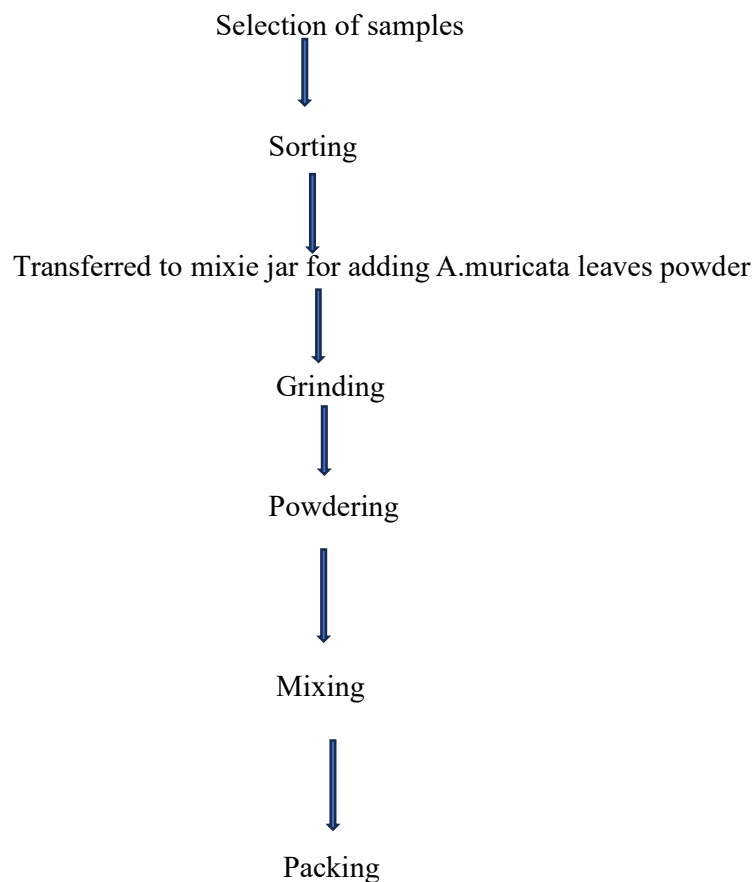 Selection of samples
Sorting
Transferred to mixie jar for adding A.muricata leaves powder
Grinding
Powdering
Mixing
Packing